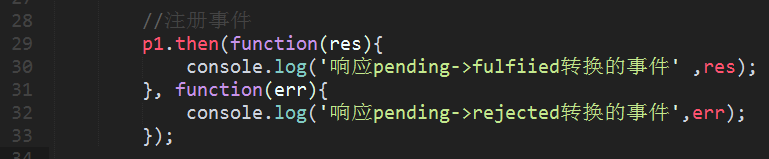 28 //注册事件
29 p1.then(function(res){
30 console.log('响应pending->fulfiied转换的事件' ,res);
31 }, function(err){
32 console.log('响应pending->rejected转换的事件',err);
33 });